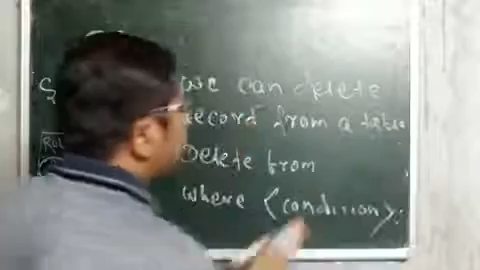 we can delete
record from a table
Delete from
where <condition>;